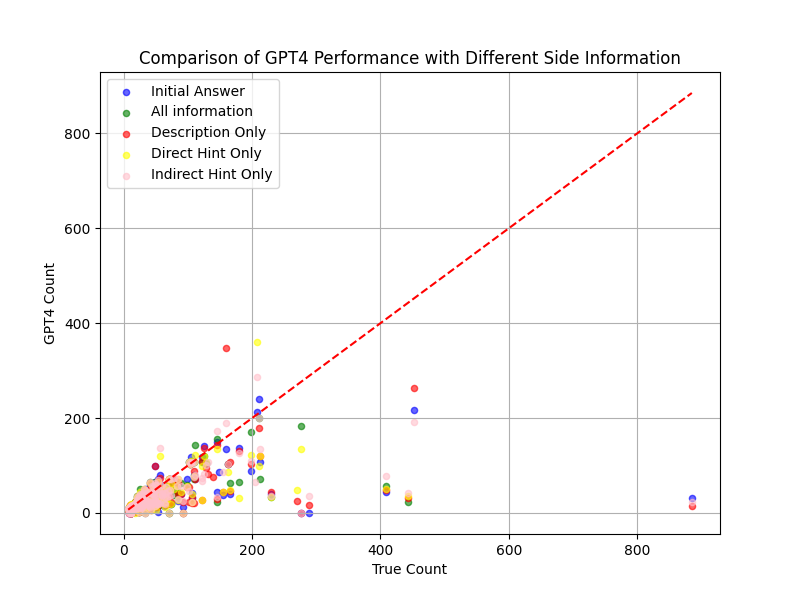 Comparison of GPT4 Performance with Different Side Information
Initial Answer
All information
Description Only
Direct Hint Only
Indirect Hint Only
GPT4 Count
800
600
400
200
0
0 200 400 600 800
True Count